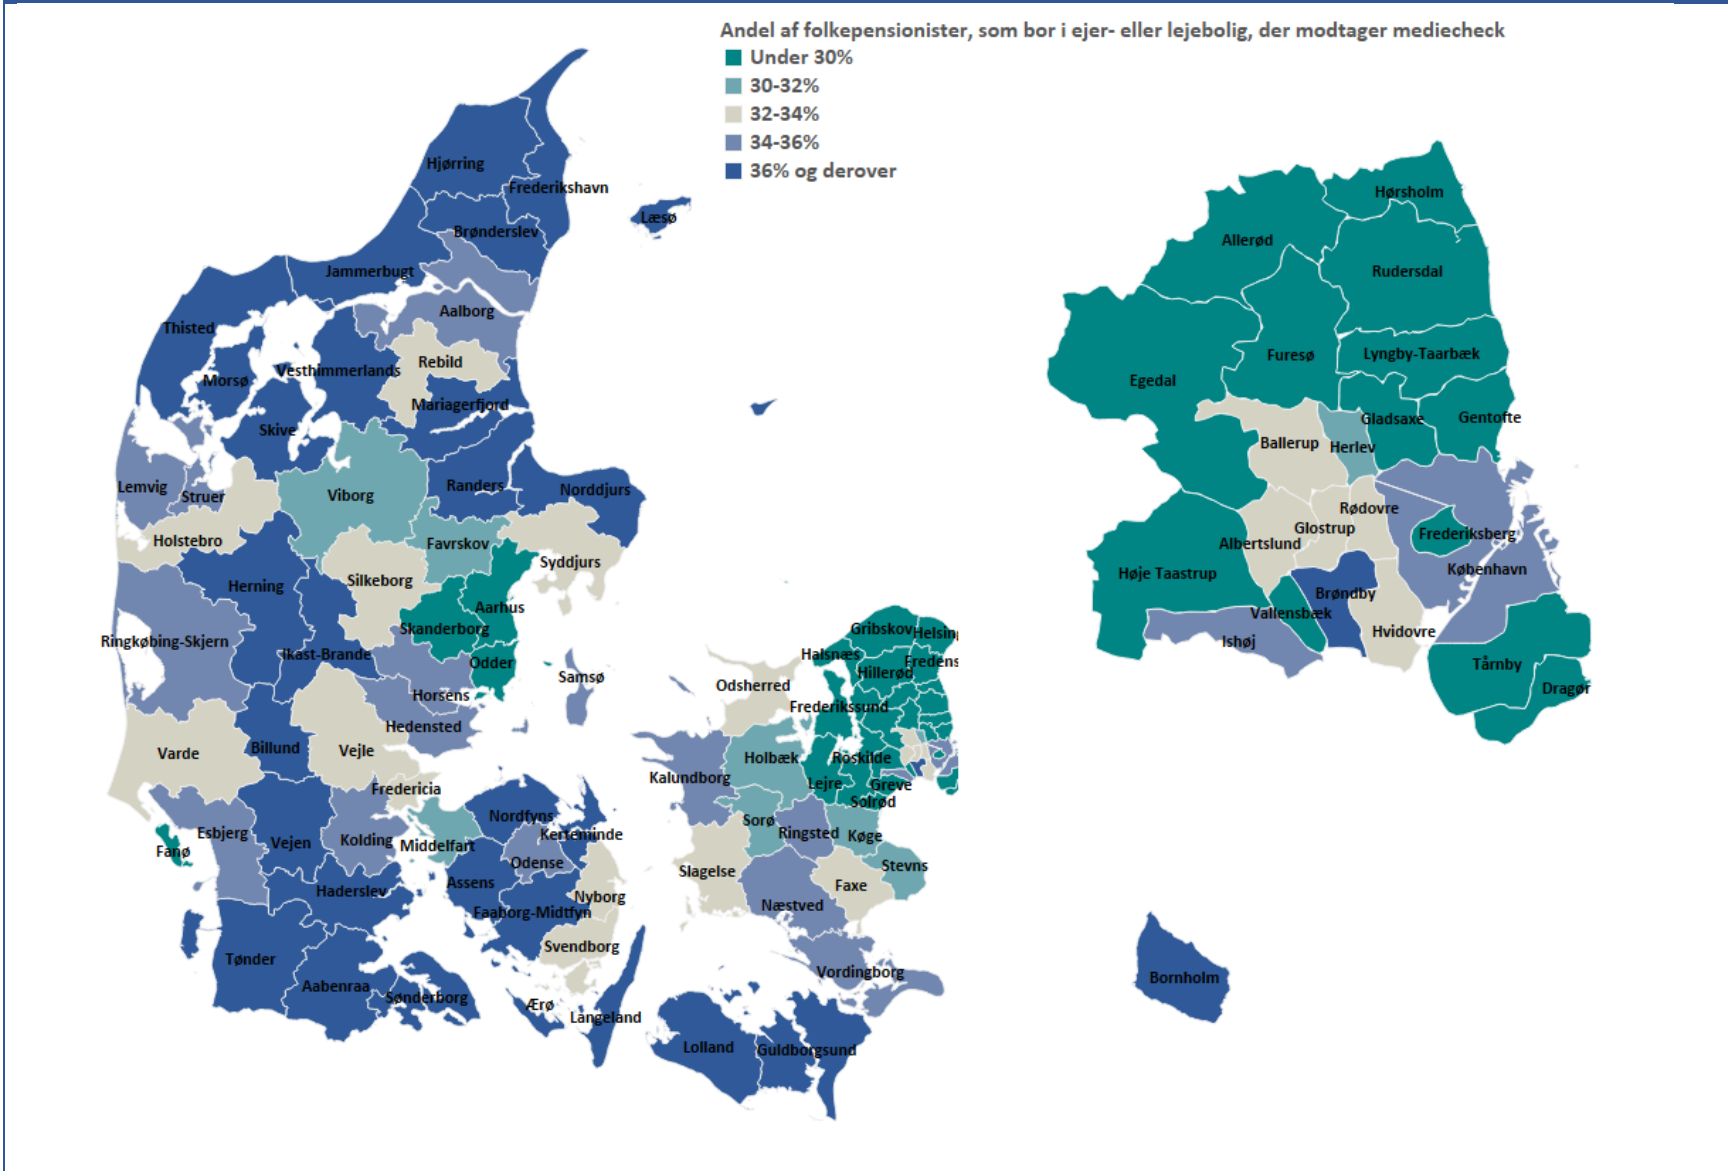 Andel af folkepensionister, som bor i ejer- eller lejebolig, der modtager mediecheck
Under 30%
30-32%
32-34%
34-36%
36% og derover
Hjørring
Frederikshavn
Læsø
Brønderslev
Jammerbugt
Aalborg
Thisted
Rebild
Vesthimmerlands
Morsø
Mariagerfjord
Skive
Lemvig
Struer
Viborg
Randers
Norddjurs
Holstebro
Favrskov
Syddjurs
Silkeborg
Herning
Aarhus
Skanderborg
Ringkøbing-Skjern
Ikast-Brande
Odder
Samsø
Horsens
Hedensted
Varde
Billund
Vejle
Fredericia
Esbjerg
Kolding
Vejen
Fanø
Middelfart
Nordfyns
Kerteminde
Odense
Assens
Haderslev
Nyborg
Faaborg-Midtfyn
Svendborg
Tønder
Aabenraa
Sønderborg
Ærø
Langeland
Gribskov
Helsing
Halsnæs
Fredens
Hillerød
Odsherred
Frederikssund
Holbæk
Roskilde
Kalundborg
Lejre
Greve
Solrød
Sorø
Ringsted
Køge
Stevns
Slagelse
Faxe
Næstved
Vordingborg
Lolland
Guldborgsund
Hørsholm
Allerød
Rudersdal
Furesø
Lyngby-Taarbæk
Egedal
Gladsaxe
Gentofte
Ballerup
Herlev
Rødovre
Glostrup
Frederiksberg
Albertslund
Høje Taastrup
København
Brøndby
Vallensbæk
Hvidovre
Ishøj
Tårnby
Dragør
Bornholm